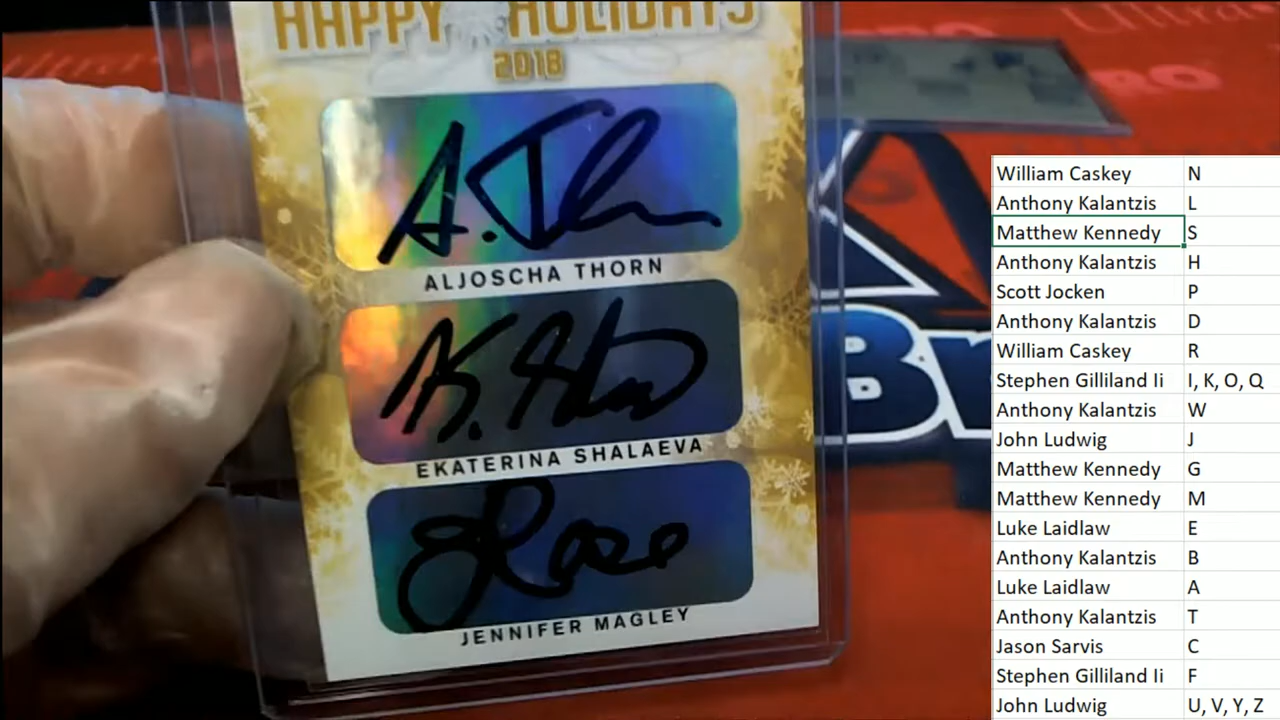 HAPPY HOLIDAYS
2018
A. Th
ALJOSCHA THORN
EKATERINA SHALAEVA
JENNIFER MAGLEY
Br
William Caskey N
Anthony Kalantzis L
Matthew Kennedy S
Anthony Kalantzis H
Scott Jocken P
Anthony Kalantzis D
William Caskey R
Stephen Gilliland Ii I, K, O, Q
Anthony Kalantzis W
John Ludwig J
Matthew Kennedy G
Matthew Kennedy M
Luke Laidlaw E
Anthony Kalantzis B
Luke Laidlaw A
Anthony Kalantzis T
Jason Sarvis C
Stephen Gilliland Ii F
John Ludwig U, V, Y, Z